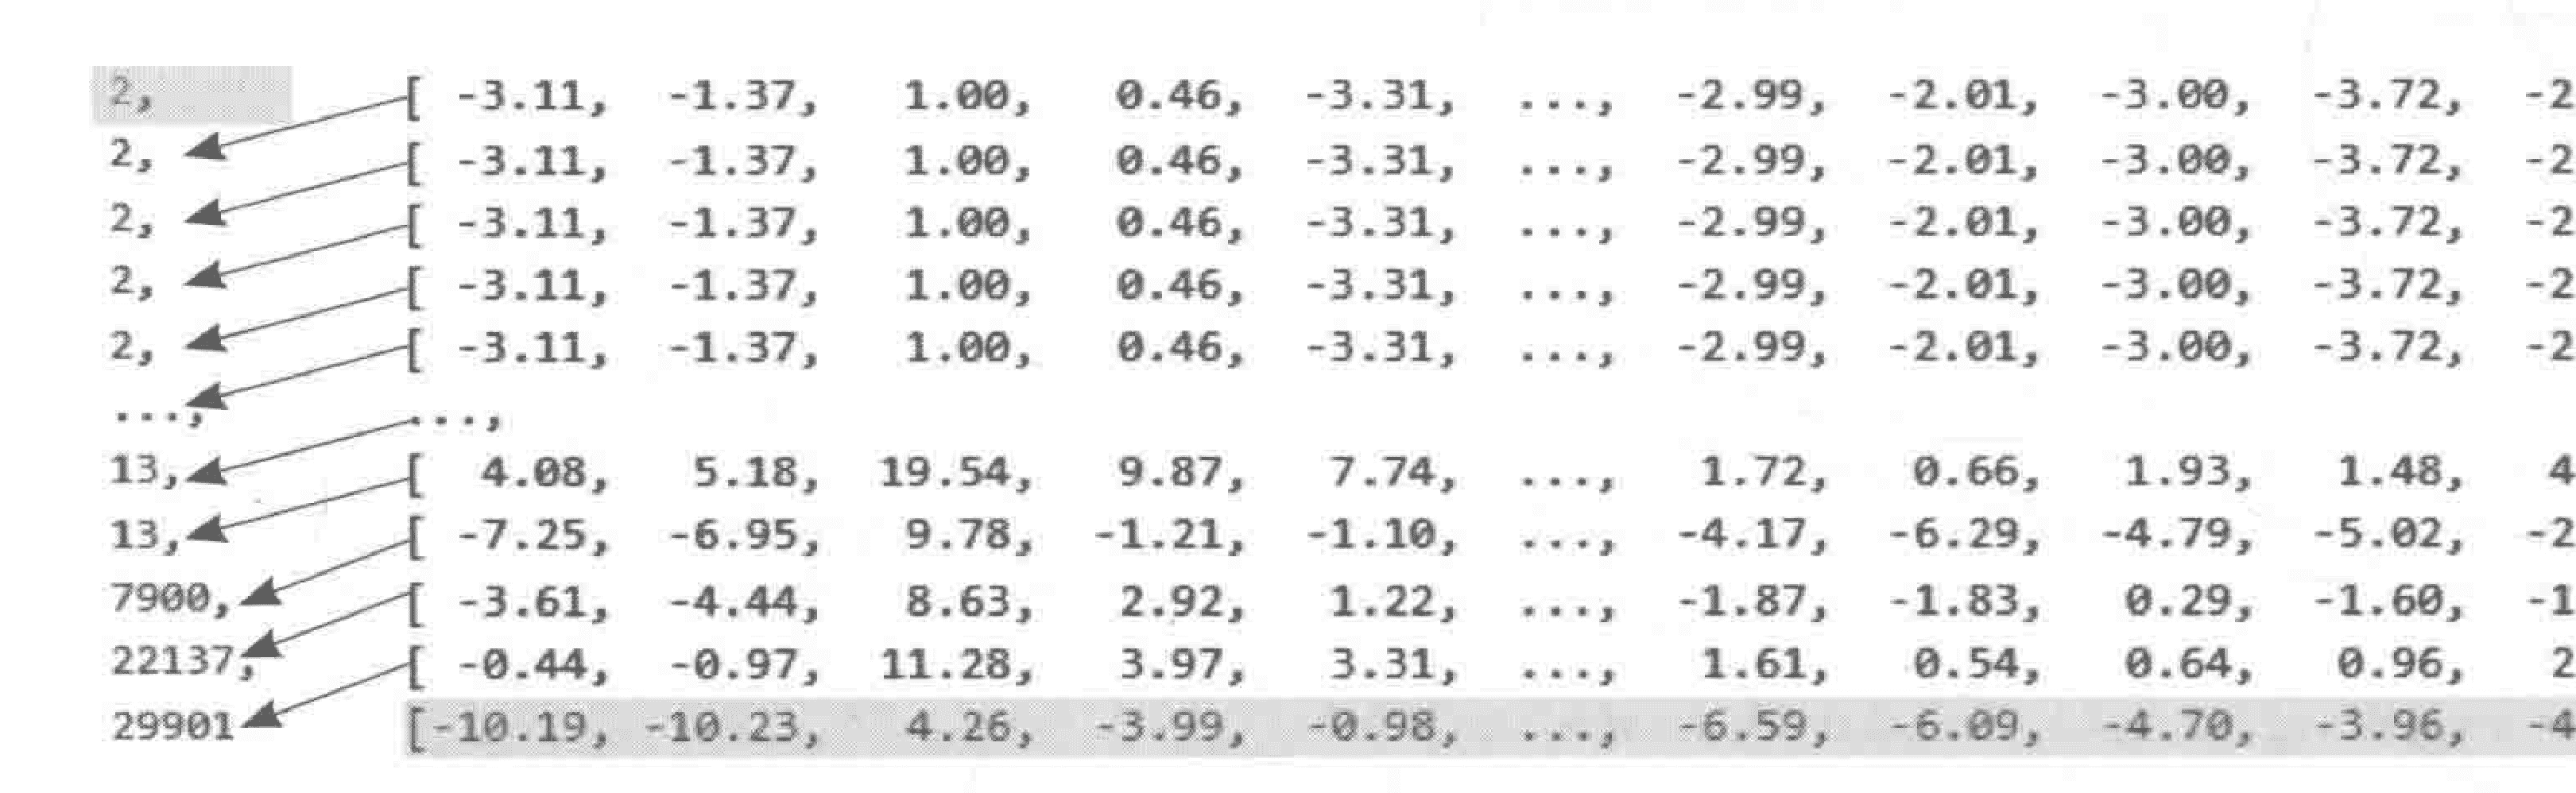 2, [ -3.11, -1.37, 1.00, 0.46, -3.31, ..., -2.99, -2.01, -3.00, -3.72, -2
2, [ -3.11, -1.37, 1.00, 0.46, -3.31, ..., -2.99, -2.01, -3.00, -3.72, -2
2, [ -3.11, -1.37, 1.00, 0.46, -3.31, ..., -2.99, -2.01, -3.00, -3.72, -2
2, [ -3.11, -1.37, 1.00, 0.46, -3.31, ..., -2.99, -2.01, -3.00, -3.72, -2
2, [ -3.11, -1.37, 1.00, 0.46, -3.31, ..., -2.99, -2.01, -3.00, -3.72, -2
..., ...,
13, [ 4.08, 5.18, 19.54, 9.87, 7.74, ..., 1.72, 0.66, 1.93, 1.48, 4
13, [ -7.25, -6.95, 9.78, -1.21, -1.10, ..., -4.17, -6.29, -4.79, -5.02, -2
7900, [ -3.61, -4.44, 8.63, 2.92, 1.22, ..., -1.87, -1.83, 0.29, -1.60, -1
22137, [ -0.44, -0.97, 11.28, 3.97, 3.31, ..., 1.61, 0.54, 0.64, 0.96, 2
29901 [-10.19, -10.23, 4.26, -3.99, -0.98, ..., -6.59, -6.09, -4.70, -3.96, -4